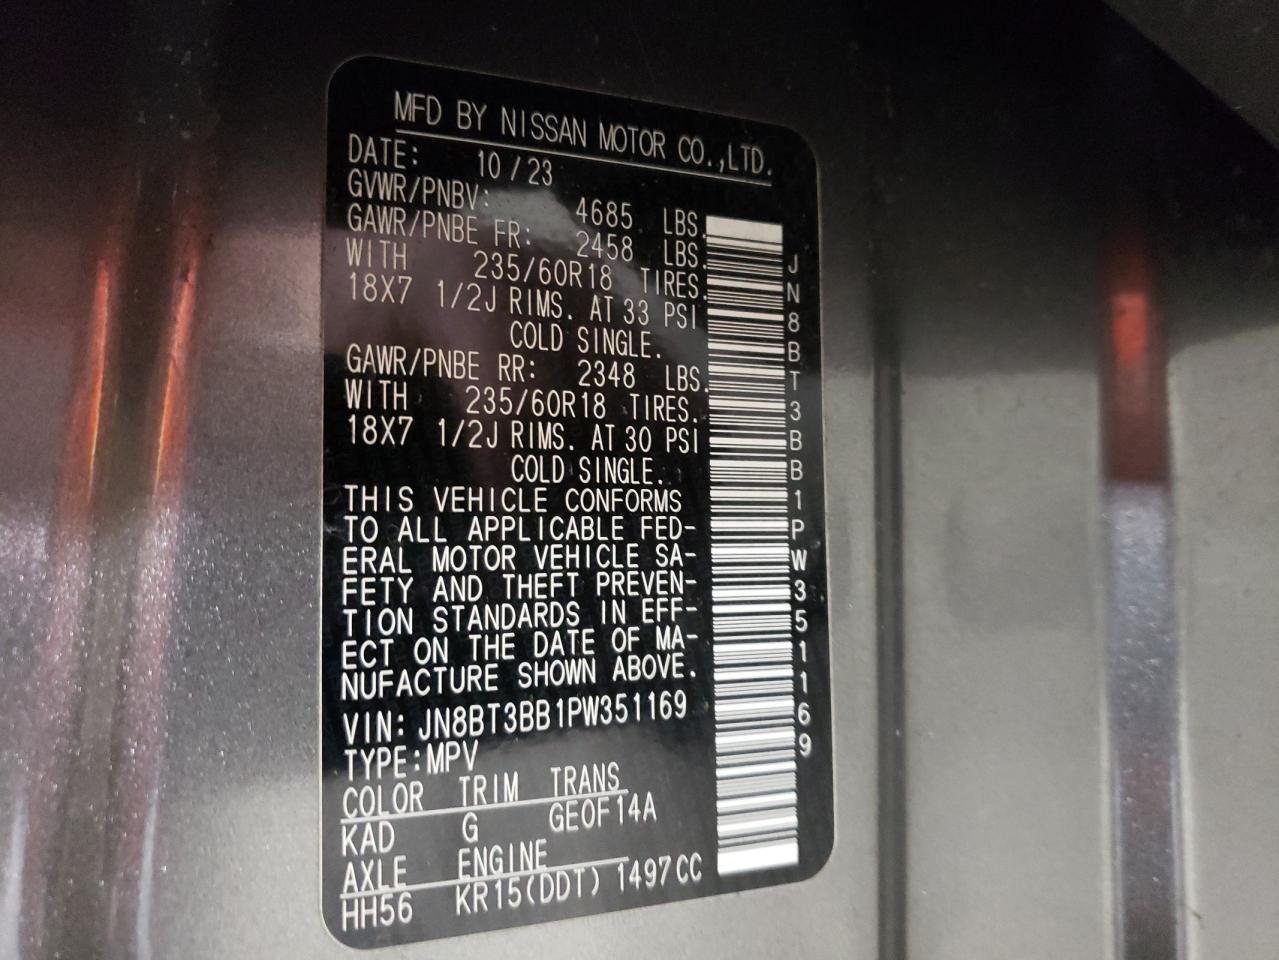 MFD BY NISSAN MOTOR CO.,LTD.
DATE: 10 / 23
GVWR/PNBV: 4685 LBS.
GAWR/PNBE FR: 2458 LBS.
WITH 235/60R18 TIRES.
18X7 1/2J RIMS. AT 33 PSI
COLD SINGLE.
GAWR/PNBE RR: 2348 LBS.
WITH 235/60R18 TIRES.
18X7 1/2J RIMS. AT 30 PSI
COLD SINGLE.
THIS VEHICLE CONFORMS
TO ALL APPLICABLE FED-
ERAL MOTOR VEHICLE SA-
FETY AND THEFT PREVEN-
TION STANDARDS IN EFF-
ECT ON THE DATE OF MA-
NUFACTURE SHOWN ABOVE.
VIN: JN8BT3BB1PW351169
TYPE:MPV
COLOR TRIM TRANS
KAD G GE0F14A
AXLE ENGINE
HH56 KR15(DDT) 1497CC
JN8BT3BB1PW351169